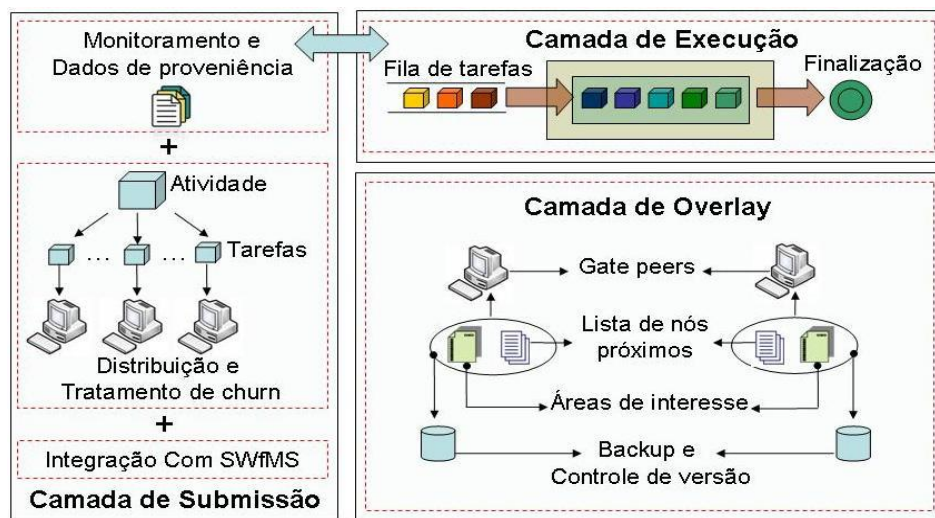 Monitoramento e
Dados de proveniência
+
Atividade
... ...
Tarefas
Distribuição e
Tratamento de churn
+
Integração Com SWfMS
Camada de Submissão
Camada de Execução
Fila de tarefas
Finalização
Camada de Overlay
Gate peers
Lista de nós
próximos
Áreas de interesse
Backup e
Controle de versão